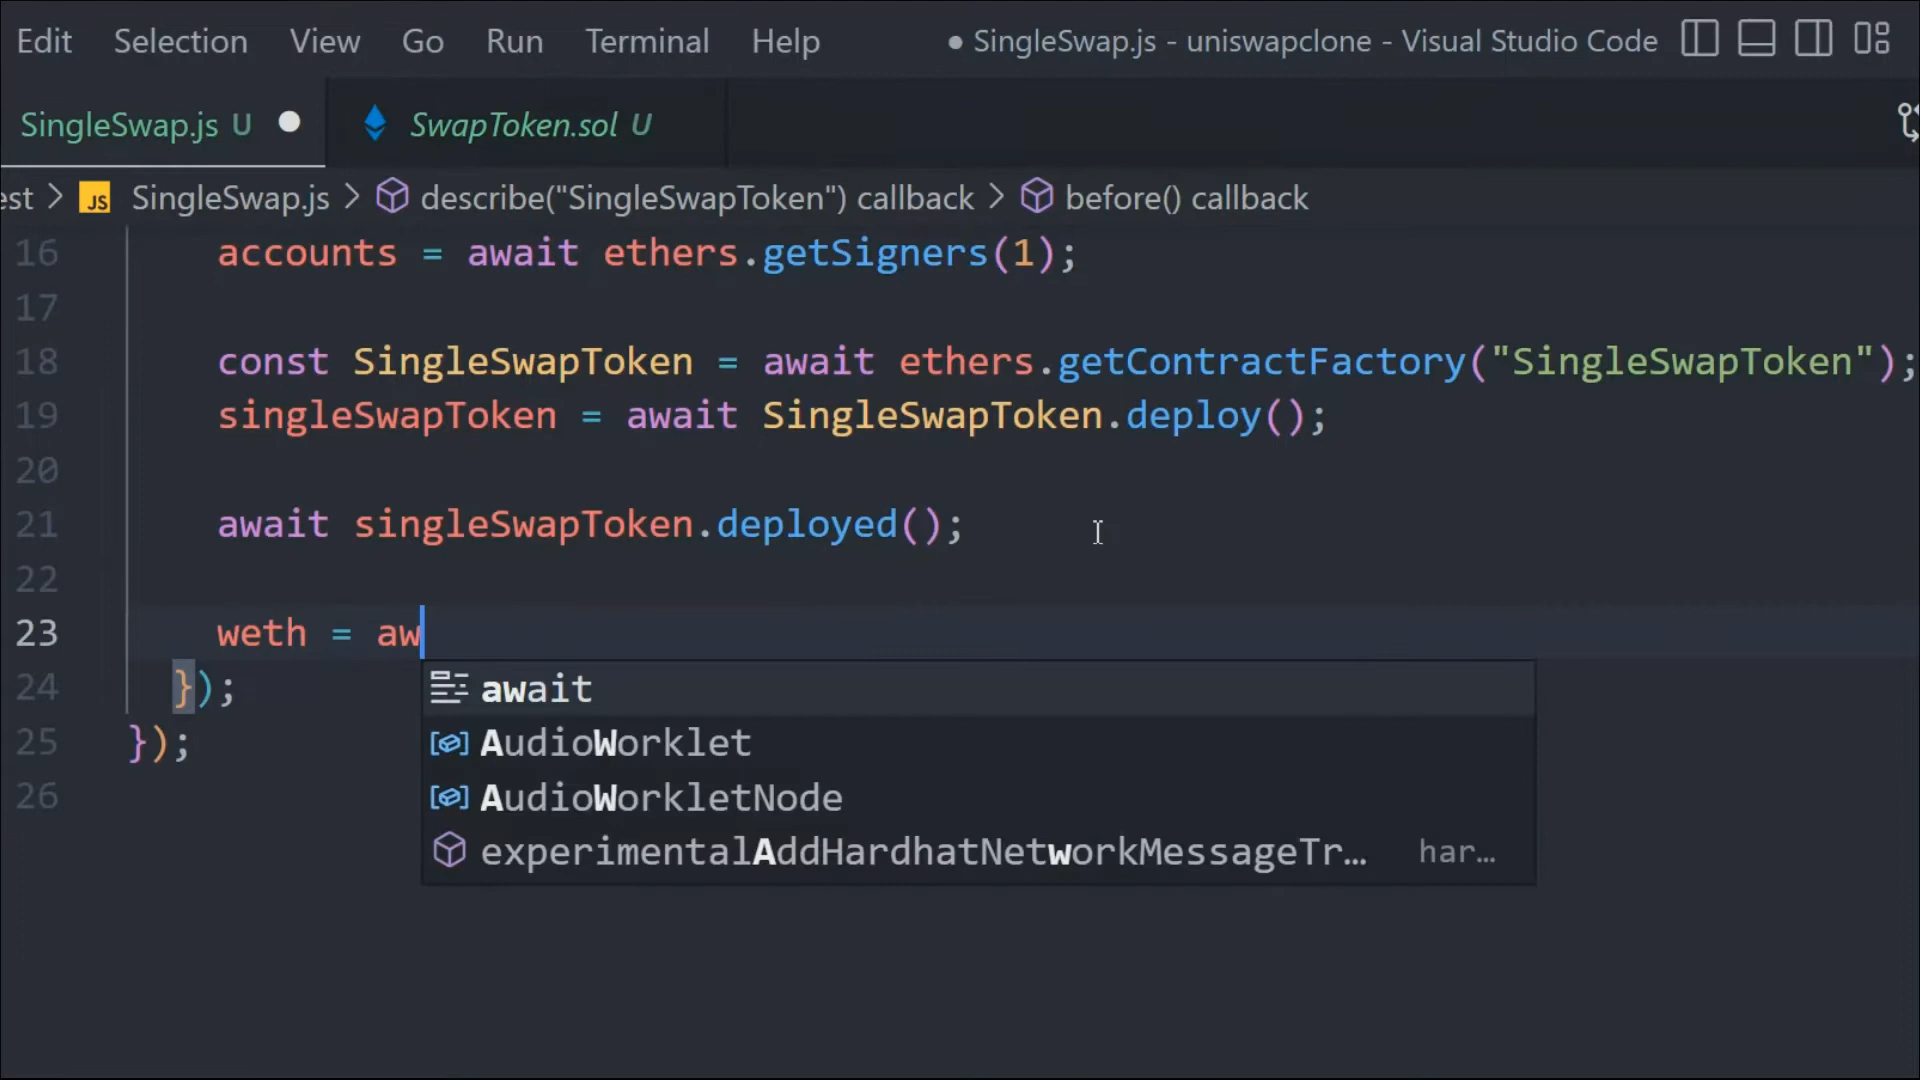 Edit Selection View Go Run Terminal Help ● SingleSwap.js - uniswapclone - Visual Studio Code
SingleSwap.js U ● SwapToken.sol U
est > JS SingleSwap.js > describe("SingleSwapToken") callback > before() callback
16 accounts = await ethers.getSigners(1);
17
18 const SingleSwapToken = await ethers.getContractFactory("SingleSwapToken");
19 singleSwapToken = await SingleSwapToken.deploy();
20
21 await singleSwapToken.deployed();
22
23 weth = aw
24 });
await
25 });
AudioWorklet
26
AudioWorkletNode
experimentalAddHardhatNetworkMessageTr… har…